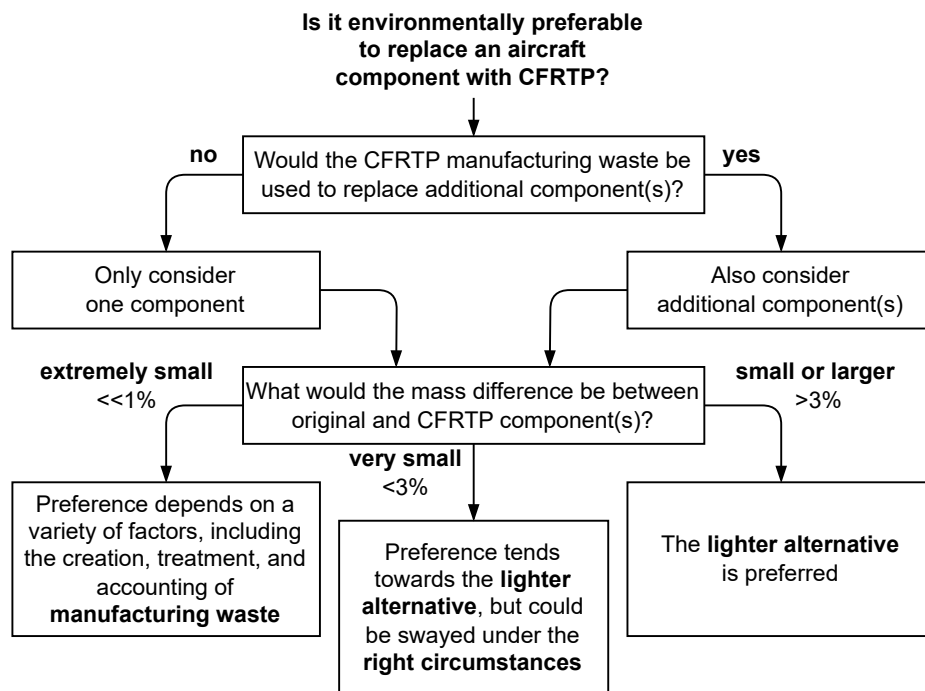 Is it environmentally preferable
to replace an aircraft
component with CFRTP?
no
Would the CFRTP manufacturing waste be
used to replace additional component(s)?
yes
Only consider
one component
Also consider
additional component(s)
extremely small
<<1%
What would the mass difference be between
original and CFRTP component(s)?
small or larger
>3%
very small
<3%
Preference depends on a
variety of factors, including
the creation, treatment, and
accounting of
manufacturing waste
Preference tends
towards the lighter
alternative, but could
be swayed under the
right circumstances
The lighter alternative
is preferred